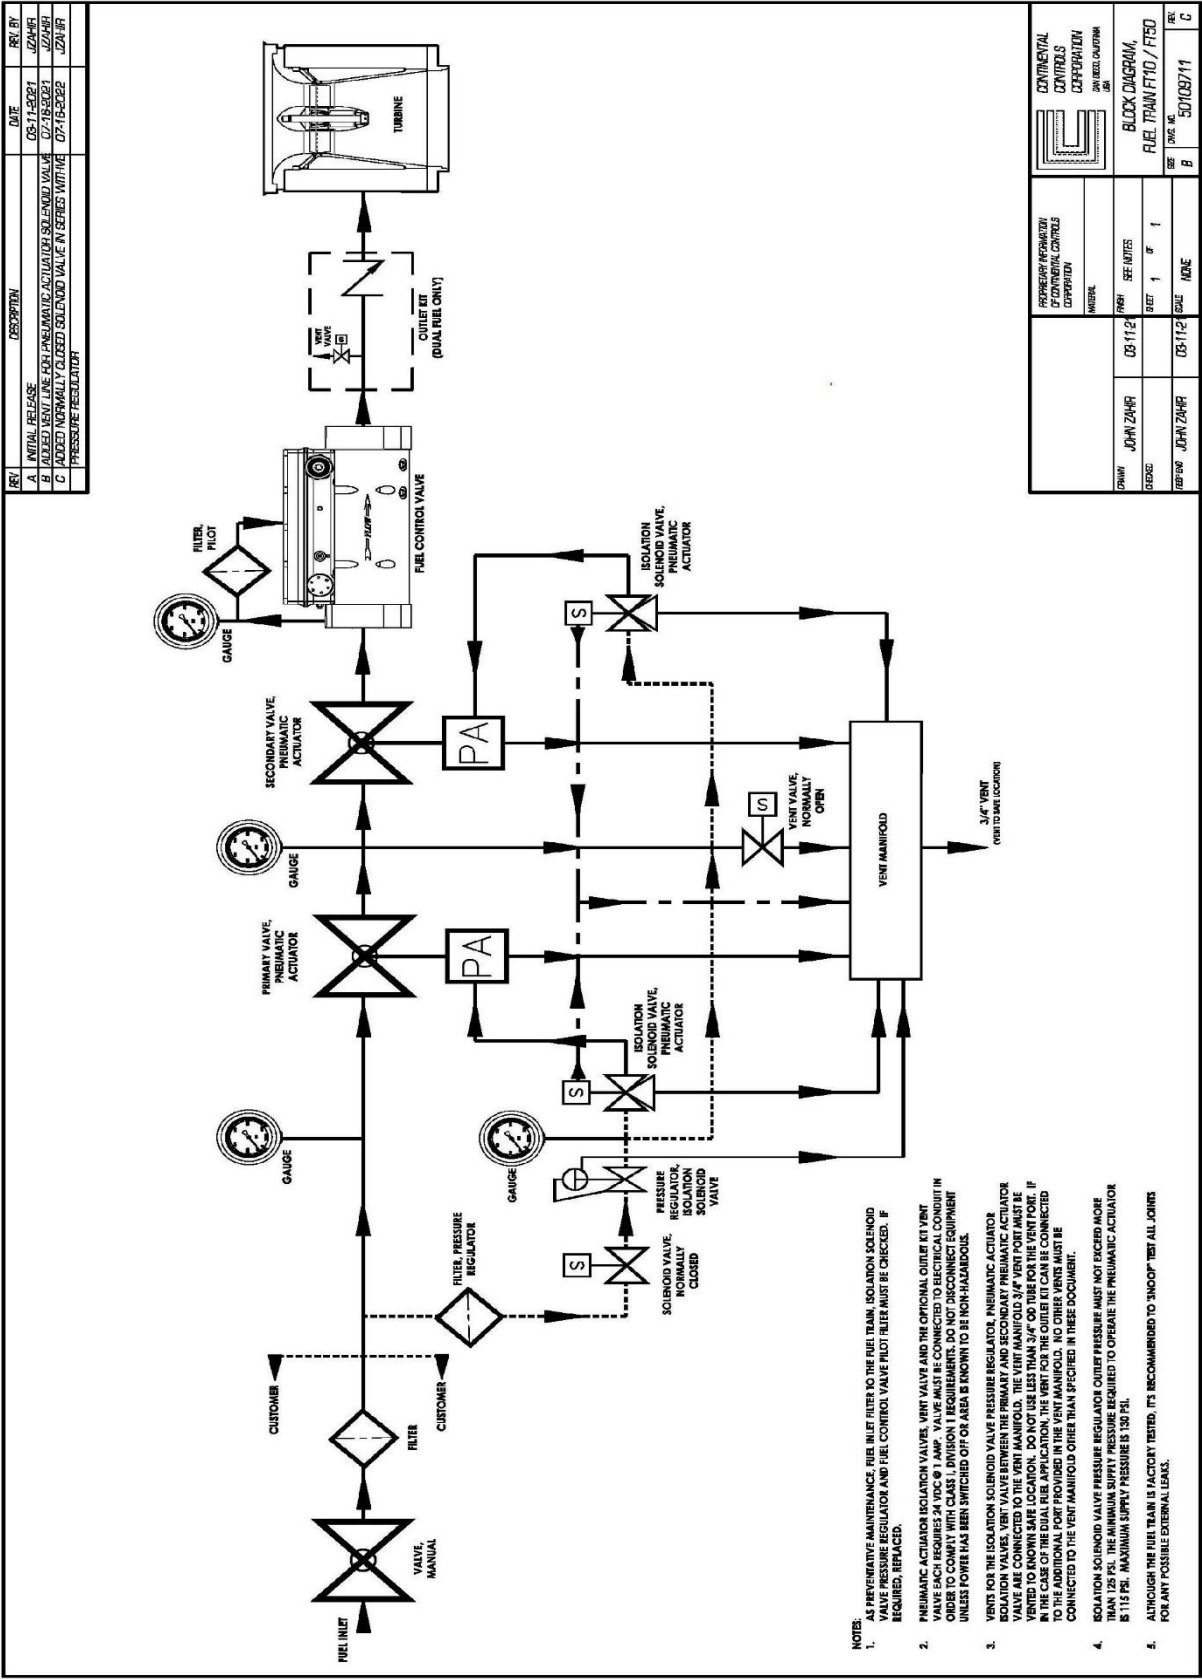 REV DESCRIPTION DATE REV. BY
A INITIAL RELEASE 03-11-2021 JZAHIR
B ADDED VENT LINE FOR PNEUMATIC ACTUATOR SOLENOID VALVE 07-16-2021 JZAHIR
C ADDED NORMALLY CLOSED SOLENOID VALVE IN SERIES WITH IVE 07-16-2022 JZAHIR
PRESSURE REGULATOR
FUEL INLET
VALVE,
MANUAL
FILTER
CUSTOMER
CUSTOMER
FILTER, PRESSURE
REGULATOR
GAUGE
PRIMARY VALVE,
PNEUMATIC
ACTUATOR
GAUGE
SECONDARY VALVE,
PNEUMATIC
ACTUATOR
GAUGE
FILTER,
PILOT
FLOW
FUEL CONTROL VALVE
VENT
VALVE
S
OUTLET KIT
(DUAL FUEL ONLY)
TURBINE
PA
PA
S
SOLENOID VALVE,
NORMALLY
CLOSED
PRESSURE
REGULATOR,
ISOLATION
SOLENOID
VALVE
GAUGE
S
ISOLATION
SOLENOID VALVE,
PNEUMATIC
ACTUATOR
S
ISOLATION
SOLENOID VALVE,
PNEUMATIC
ACTUATOR
S
VENT VALVE,
NORMALLY
OPEN
VENT MANIFOLD
3/4" VENT
(VENT TO SAFE LOCATION)
NOTES:
1. AS PREVENTATIVE MAINTENANCE, FUEL INLET FILTER TO THE FUEL TRAIN, ISOLATION SOLENOID
VALVE PRESSURE REGULATOR AND FUEL CONTROL VALVE PILOT FILTER MUST BE CHECKED. IF
REQUIRED, REPLACED.
2. PNEUMATIC ACTUATOR ISOLATION VALVES, VENT VALVE AND THE OPTIONAL OUTLET KIT VENT
VALVE EACH REQUIRES 24 VDC @ 1 AMP. VALVE MUST BE CONNECTED TO ELECTRICAL CONDUIT IN
ORDER TO COMPLY WITH CLASS I, DIVISION 1 REQUIREMENTS. DO NOT DISCONNECT EQUIPMENT
UNLESS POWER HAS BEEN SWITCHED OFF OR AREA IS KNOWN TO BE NON-HAZARDOUS.
3. VENTS FOR THE ISOLATION SOLENOID VALVE PRESSURE REGULATOR, PNEUMATIC ACTUATOR
ISOLATION VALVES, VENT VALVE BETWEEN THE PRIMARY AND SECONDARY PNEUMATIC ACTUATOR
VALVE ARE CONNECTED TO THE VENT MANIFOLD. THE VENT MANIFOLD 3/4" VENT PORT MUST BE
VENTED TO KNOWN SAFE LOCATION. DO NOT USE LESS THAN 3/4" OD TUBE FOR THE VENT PORT. IF
IN THE CASE OF THE DUAL FUEL APPLICATION, THE VENT FOR THE OUTLET KIT CAN BE CONNECTED
TO THE ADDITIONAL PORT PROVIDED IN THE VENT MANIFOLD. NO OTHER VENTS MUST BE
CONNECTED TO THE VENT MANIFOLD OTHER THAN SPECIFIED IN THESE DOCUMENT.
4. ISOLATION SOLENOID VALVE PRESSURE REGULATOR OUTLET PRESSURE MUST NOT EXCEED MORE
THAN 125 PSI. THE MINIMUM SUPPLY PRESSURE REQUIRED TO OPERATE THE PNEUMATIC ACTUATOR
IS 115 PSI. MAXIMUM SUPPLY PRESSURE IS 130 PSI.
5. ALTHOUGH THE FUEL TRAIN IS FACTORY TESTED, IT'S RECOMMENDED TO 'SNOOP' TEST ALL JOINTS
FOR ANY POSSIBLE EXTERNAL LEAKS.
PROPRIETARY INFORMATION
OF CONTINENTAL CONTROLS
CORPORATION
CONTINENTAL
CONTROLS
CORPORATION
SAN DIEGO, CALIFORNIA
USA
MATERIAL
DRAWN JOHN ZAHIR 03-11-21
FINISH SEE NOTES
BLOCK DIAGRAM,
FUEL TRAIN FT10 / FT50
CHECKED
SHEET 1 OF 1
JOHN ZAHIR 03-11-21
SCALE NONE
SIZE B
DWG. NO. 50109711
REV. C